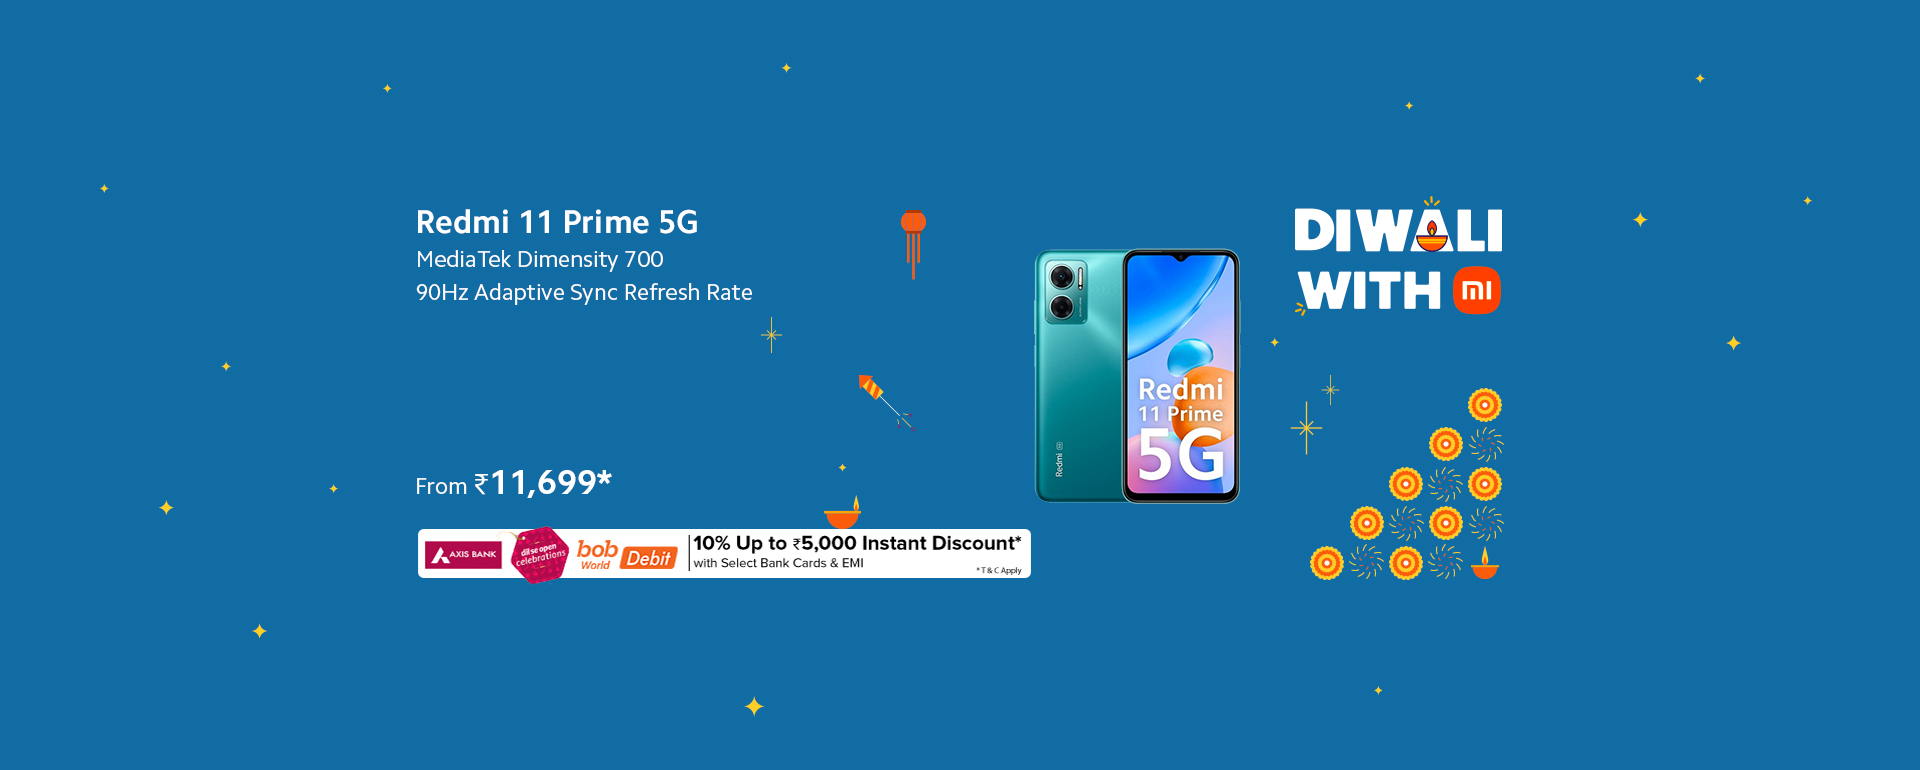 Redmi 11 Prime 5G
MediaTek Dimensity 700
90Hz Adaptive Sync Refresh Rate
From ₹11,699*
AXIS BANK
dil se open
celebrations
bob
World
Debit
10% Up to ₹5,000 Instant Discount*
with Select Bank Cards & EMI
*T & C Apply
Redmi
Redmi
11 Prime
5G
DIWALI
WITH mi